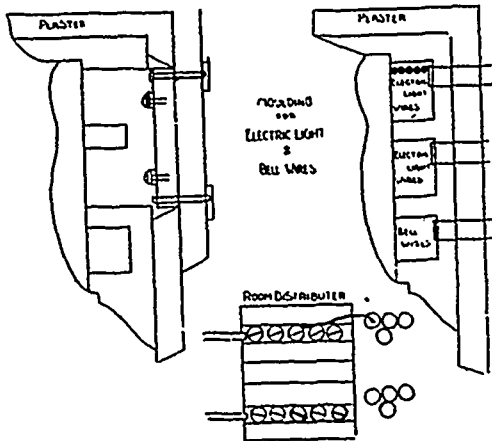 PLASTER
PLASTER
MOULDING
FOR
ELECTRIC LIGHT
&
BELL WIRES
ELECTRIC
LIGHT
WIRES
ELECTRIC
LIGHT
WIRES
BELL
WIRES
ROOM DISTRIBUTER